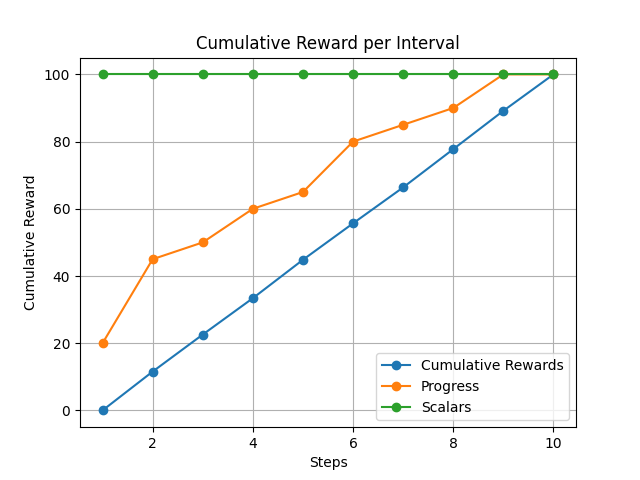 Cumulative Reward per Interval
Cumulative Reward
100
80
60
40
20
0
2 4 6 8 10
Steps
Cumulative Rewards
Progress
Scalars